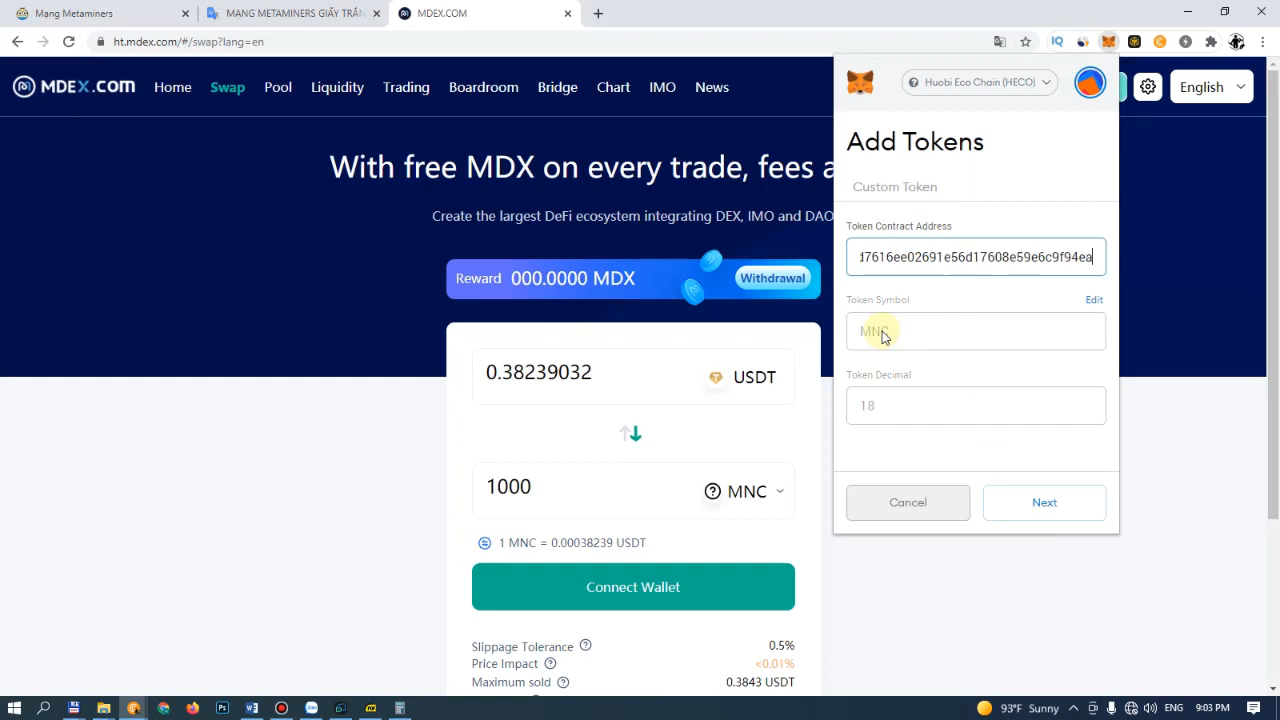 Mạng Metaminers
MẠNG METAMINERS GIẤY TRẮN
MDEX.COM
ht.mdex.com/#/swap?lang=en
MDEX.COM
Home
Swap
Pool
Liquidity
Trading
Boardroom
Bridge
Chart
IMO
News
English
With free MDX on every trade, fees a
Create the largest DeFi ecosystem integrating DEX, IMO and DAO
Reward 000.0000 MDX
Withdrawal
0.38239032
USDT
1000
MNC
1 MNC = 0.00038239 USDT
Connect Wallet
Slippage Tolerance
0.5%
Price Impact
<0.01%
Maximum sold
0.3843 USDT
Huobi Eco Chain (HECO)
Add Tokens
Custom Token
Token Contract Address
d7616ee02691e56d17608e59e6c9f94ea
Token Symbol
Edit
MNC
Token Decimal
18
Cancel
Next
93°F Sunny
ENG
9:03 PM